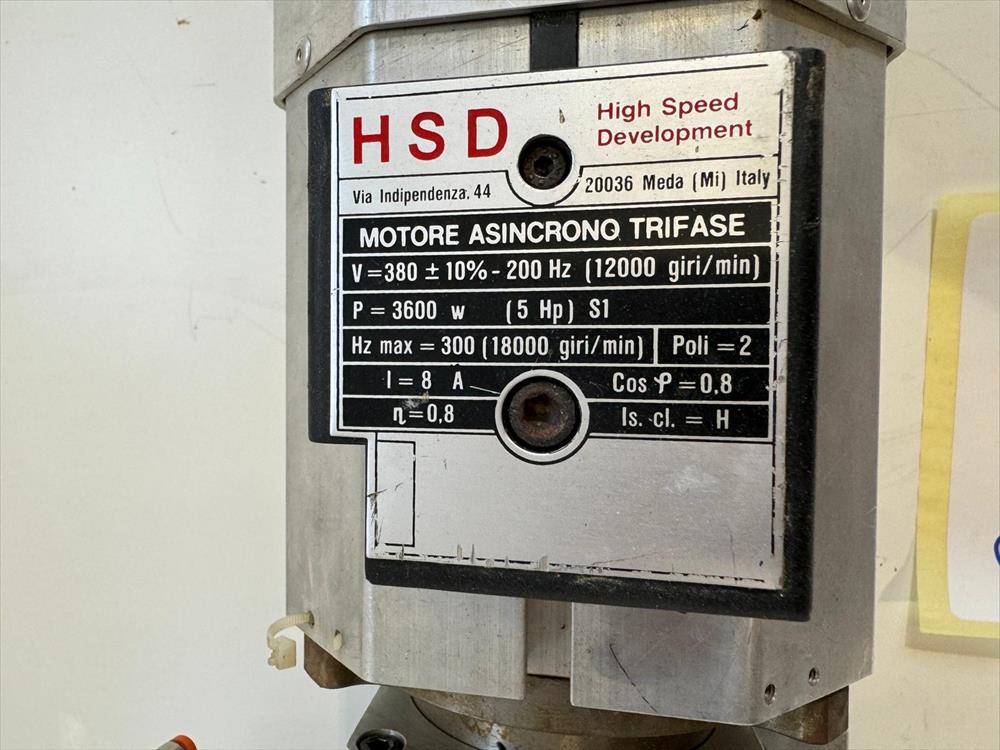 HSD
High Speed
Development
Via Indipendenza, 44
20036 Meda (Mi) Italy
MOTORE ASINCRONO TRIFASE
V=380 ± 10% - 200 Hz (12000 giri/min)
P = 3600 w (5 Hp) S1
Hz max = 300 (18000 giri/min) Poli = 2
I = 8 A Cos φ = 0,8
η = 0,8 Is. cl. = H